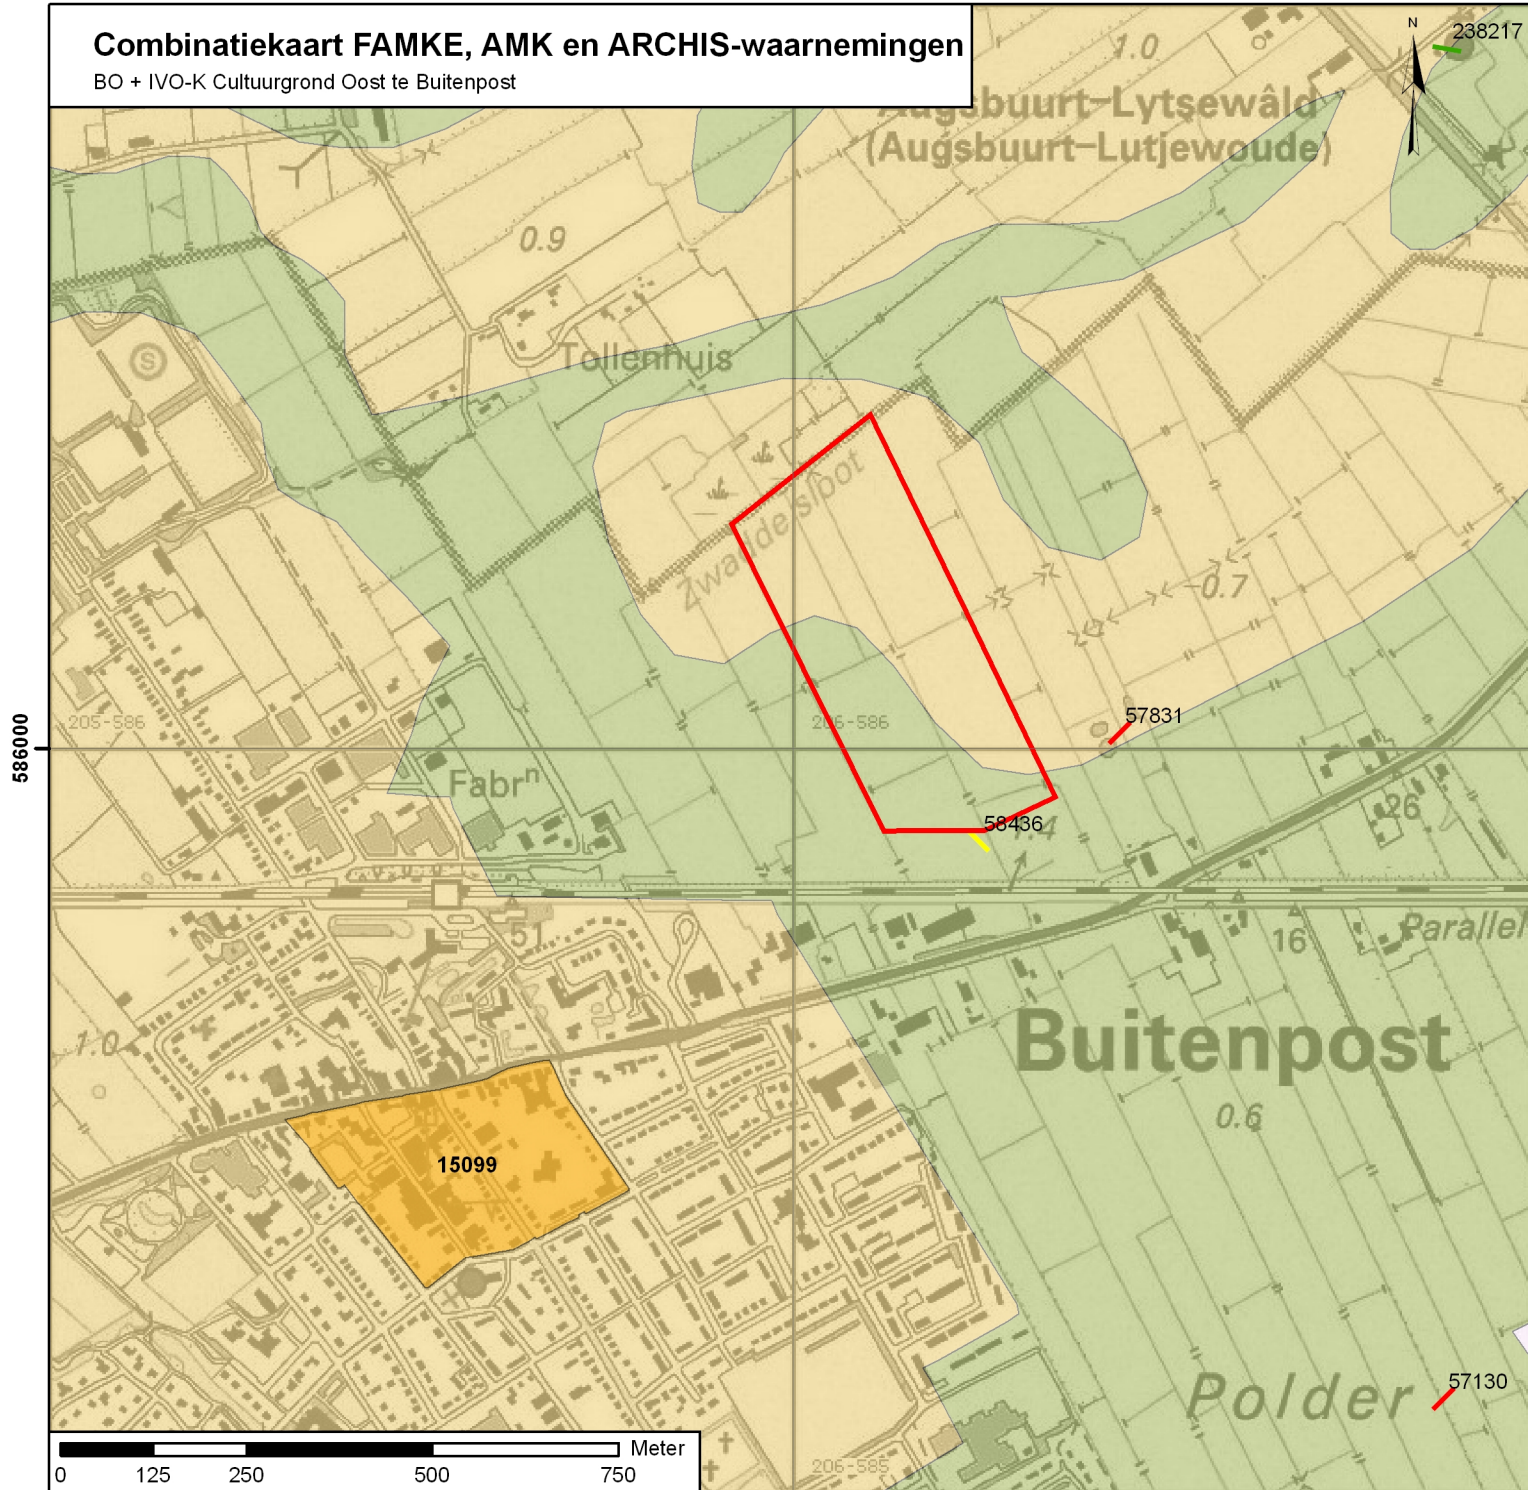 Combinatiekaart FAMKE, AMK en ARCHIS-waarnemingen
BO + IVO-K Cultuurgrond Oost te Buitenpost
N
238217
1.0
Augsbuurt-Lytsewâld
(Augsbuurt-Lutjewoude)
0.9
Tollenhuis
S
Zwadde
-0.7
205-586
206-586
57831
586000
Fabrⁿ
26
58436
51
16
Parallel
1.0
Buitenpost
0.6
15099
Polder
57130
206-585
Meter
0 125 250 500 750